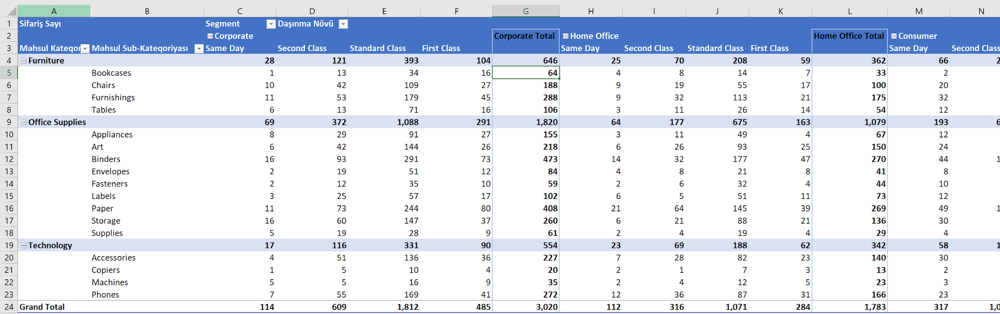 A B C D E F G H I J K L M N
1 Sifariş Sayı Segment Daşınma Növü
2 Corporate Corporate Total Home Office Home Office Total Consumer
3 Məhsul Kateqor Məhsul Sub-Kateqoriyası Same Day Second Class Standard Class First Class Same Day Second Class Standard Class First Class Same Day Second Class
4 Furniture 28 121 393 104 646 25 70 208 59 362 66
5 Bookcases 1 13 34 16 64 4 8 14 7 33 2
6 Chairs 10 42 109 27 188 9 19 55 17 100 20
7 Furnishings 11 53 179 45 288 9 32 113 21 175 32
8 Tables 6 13 71 16 106 3 11 26 14 54 12
9 Office Supplies 69 372 1,088 291 1,820 64 177 675 163 1,079 193
10 Appliances 8 29 91 27 155 3 11 49 4 67 12
11 Art 6 42 144 26 218 6 26 93 25 150 24
12 Binders 16 93 291 73 473 14 32 177 47 270 44
13 Envelopes 2 19 51 12 84 4 8 21 8 41 8
14 Fasteners 2 12 35 10 59 2 6 32 4 44 10
15 Labels 3 25 57 17 102 6 5 51 11 73 12
16 Paper 11 73 244 80 408 21 64 145 39 269 49
17 Storage 16 60 147 37 260 6 21 88 21 136 30
18 Supplies 5 19 28 9 61 2 4 19 4 29 4
19 Technology 17 116 331 90 554 23 69 188 62 342 58
20 Accessories 4 51 136 36 227 7 28 82 23 140 30
21 Copiers 1 5 10 4 20 2 1 7 3 13 2
22 Machines 5 5 16 9 35 2 4 12 5 23 3
23 Phones 7 55 169 41 272 12 36 87 31 166 23
24 Grand Total 114 609 1,812 485 3,020 112 316 1,071 284 1,783 317